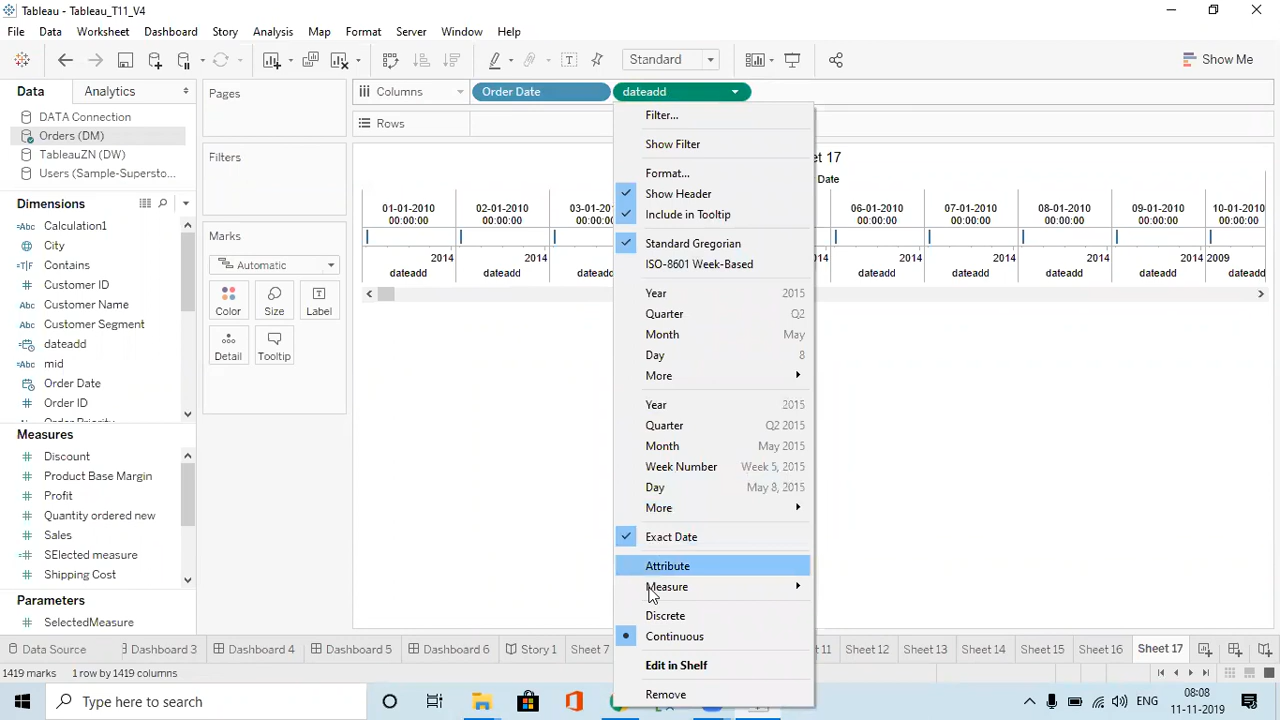 Tableau - Tableau_T11_V4
File Data Worksheet Dashboard Story Analysis Map Format Server Window Help
Standard
Show Me
Data Analytics
Pages
Columns Order Date dateadd
DATA Connection
Orders (DM)
TableauZN (DW)
Users (Sample-Supersto...
Filters
Rows
Dimensions
Calculation1
City
Abc Contains
Customer ID
Abc Customer Name
Abc Customer Segment
dateadd
Abc mid
Order Date
Order ID
Measures
Discount
Product Base Margin
Profit
Quantity ordered new
Sales
SElected measure
Shipping Cost
Parameters
SelectedMeasure
Marks
Automatic
Color Size Label
Detail Tooltip
et 17
Date
01-01-2010 02-01-2010 03-0 06-01-2010 07-01-2010 08-01-2010 09-01-2010 10-01-2010
00:00:00 00:00:00 00: 00:00:00 00:00:00 00:00:00 00:00:00 00:00:00
2014 2014 2014 2014 2014 2014 2009
dateadd dateadd dateadd dateadd dateadd dateadd dateadd
Filter...
Show Filter
Format...
Show Header
Include in Tooltip
Standard Gregorian
ISO-8601 Week-Based
Year 2015
Quarter Q2
Month May
Day 8
More
Year 2015
Quarter Q2 2015
Month May 2015
Week Number Week 5, 2015
Day May 8, 2015
More
Exact Date
Attribute
Measure
Discrete
Continuous
Edit in Shelf
Remove
Data Source Dashboard 3 Dashboard 4 Dashboard 5 Dashboard 6 Story 1 Sheet 7 11 Sheet 12 Sheet 13 Sheet 14 Sheet 15 Sheet 16 Sheet 17
1419 marks 1 row by 1419 columns
Type here to search
ENG
08:08
11-11-2019